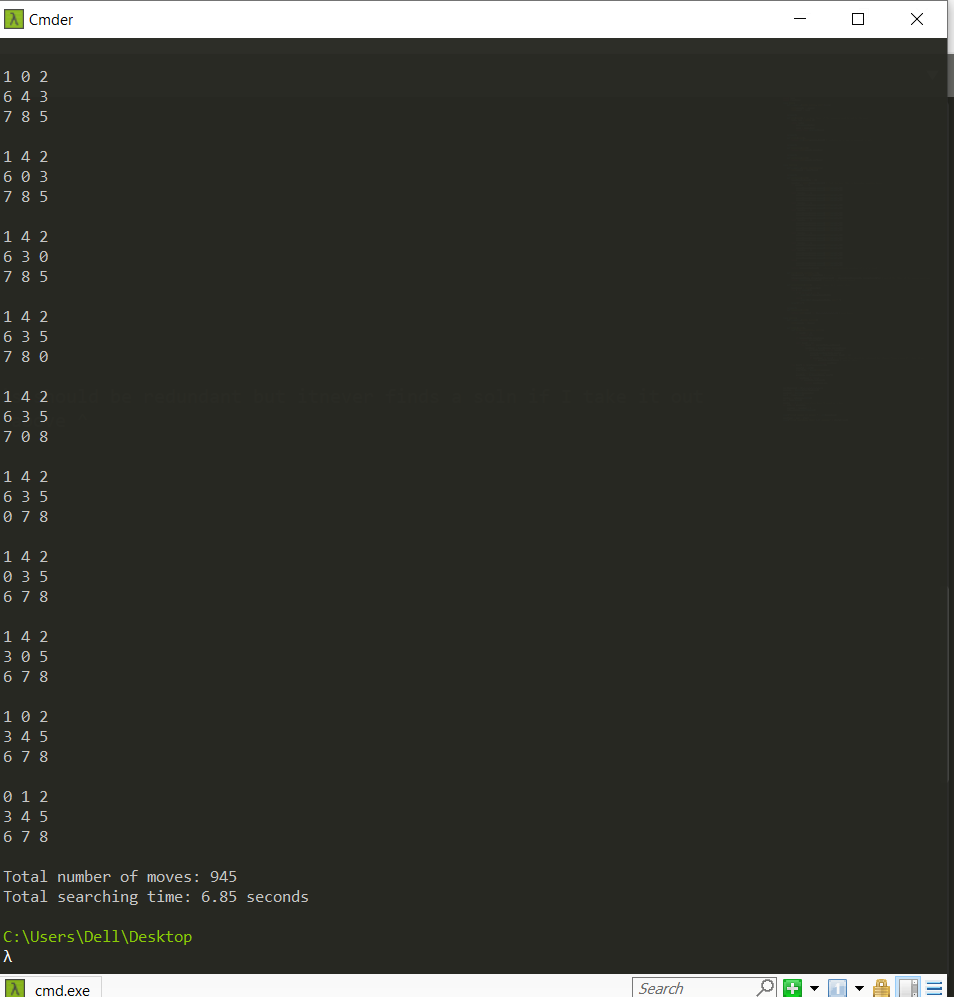 Cmder
1 0 2
6 4 3
7 8 5
1 4 2
6 0 3
7 8 5
1 4 2
6 3 0
7 8 5
1 4 2
6 3 5
7 8 0
1 4 2
6 3 5
7 0 8
1 4 2
6 3 5
0 7 8
1 4 2
0 3 5
6 7 8
1 4 2
3 0 5
6 7 8
1 0 2
3 4 5
6 7 8
0 1 2
3 4 5
6 7 8
Total number of moves: 945
Total searching time: 6.85 seconds
C:\Users\Dell\Desktop
λ
λ cmd.exe Search